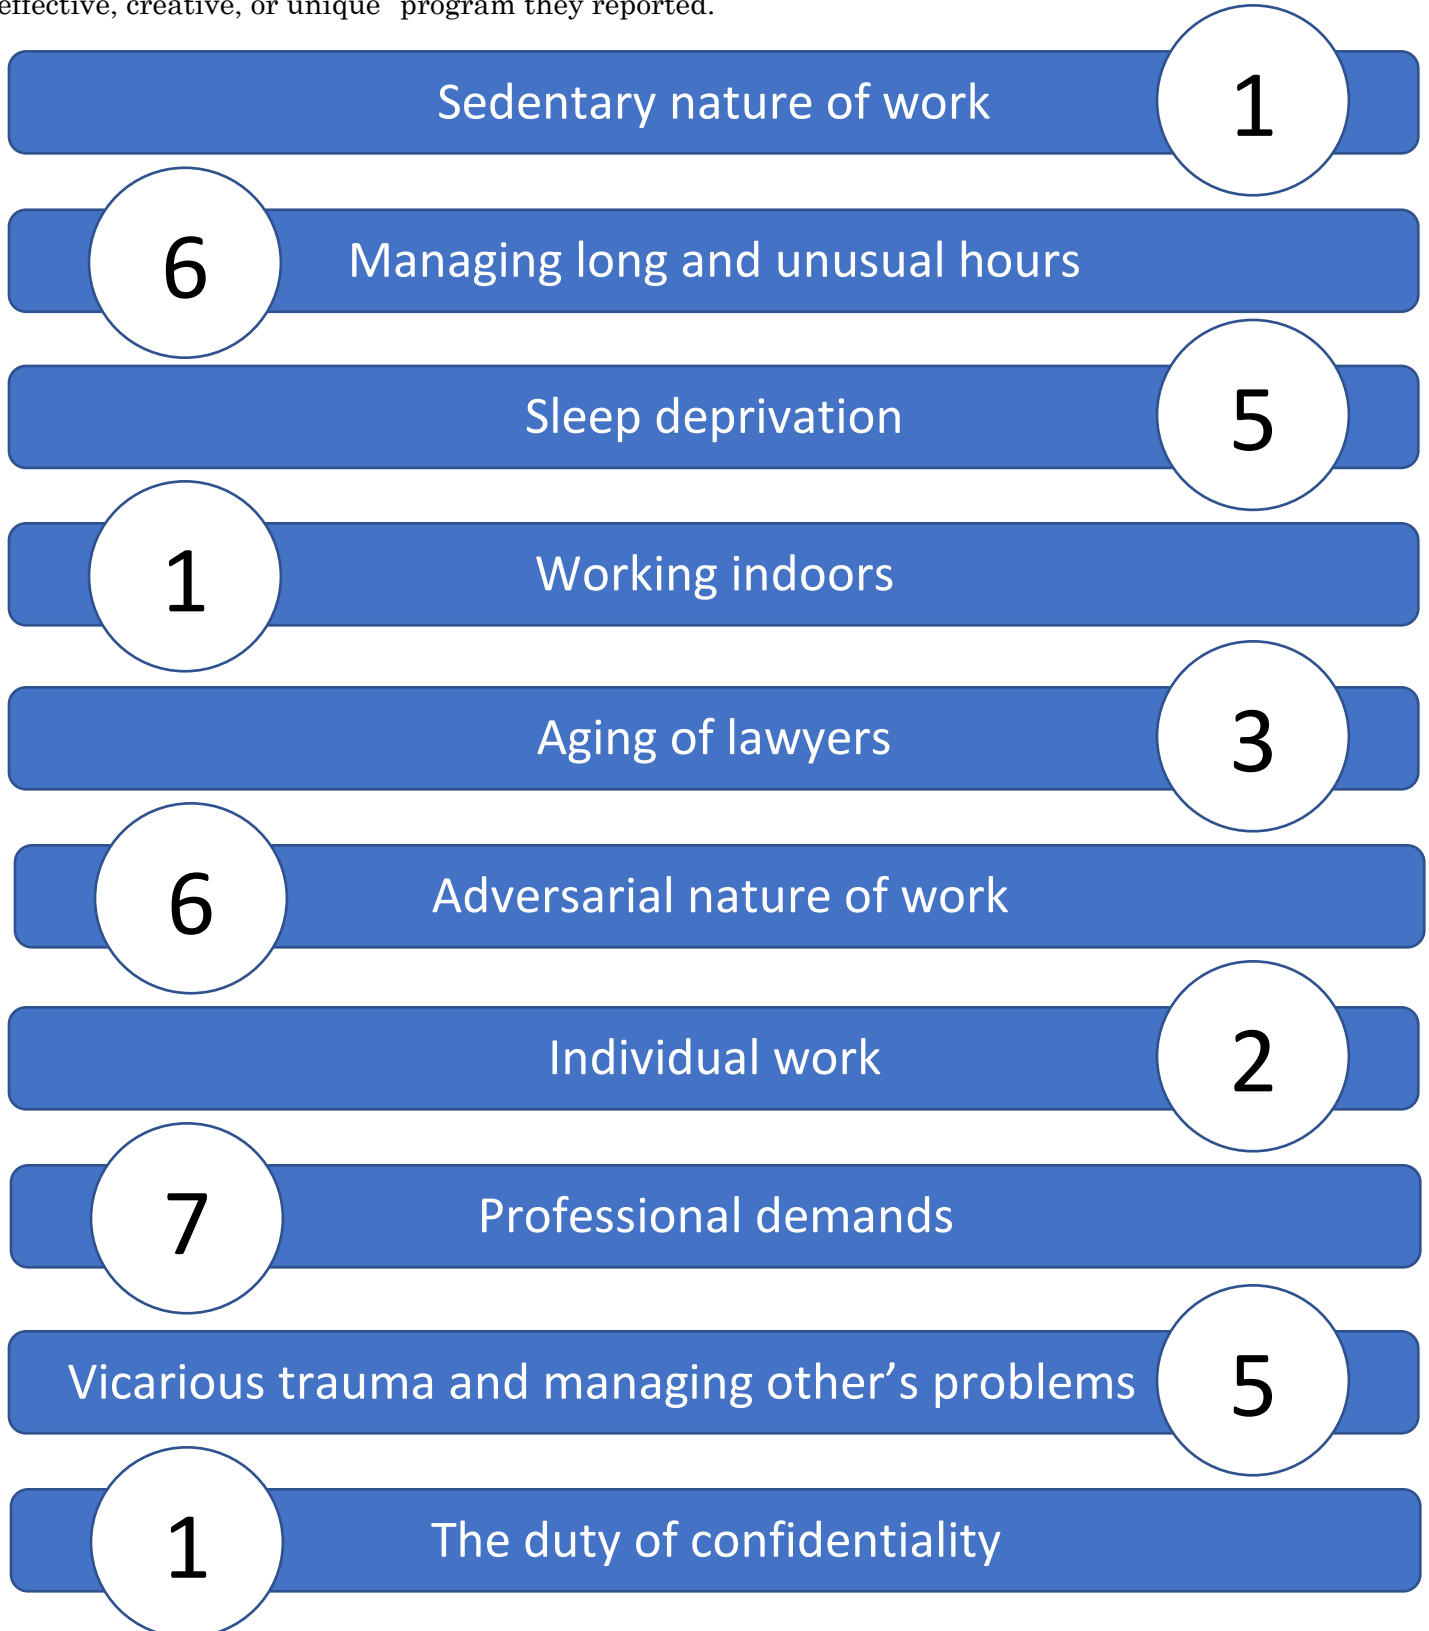 effective, creative, or unique program they reported.
Sedentary nature of work 1
6 Managing long and unusual hours
Sleep deprivation 5
1 Working indoors
Aging of lawyers 3
6 Adversarial nature of work
Individual work 2
7 Professional demands
Vicarious trauma and managing other’s problems 5
1 The duty of confidentiality